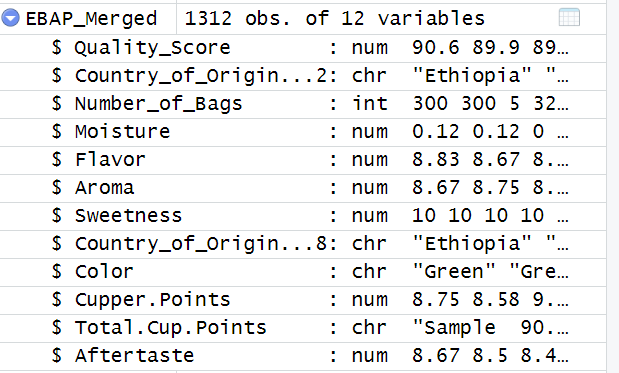 EBAP_Merged 1312 obs. of 12 variables
$ Quality_Score : num 90.6 89.9 89…
$ Country_of_Origin...2: chr "Ethiopia" "…
$ Number_of_Bags : int 300 300 5 32…
$ Moisture : num 0.12 0.12 0 …
$ Flavor : num 8.83 8.67 8.…
$ Aroma : num 8.67 8.75 8.…
$ Sweetness : num 10 10 10 10 …
$ Country_of_Origin...8: chr "Ethiopia" "…
$ Color : chr "Green" "Gre…
$ Cupper.Points : num 8.75 8.58 9.…
$ Total.Cup.Points : chr "Sample 90.…
$ Aftertaste : num 8.67 8.5 8.4…